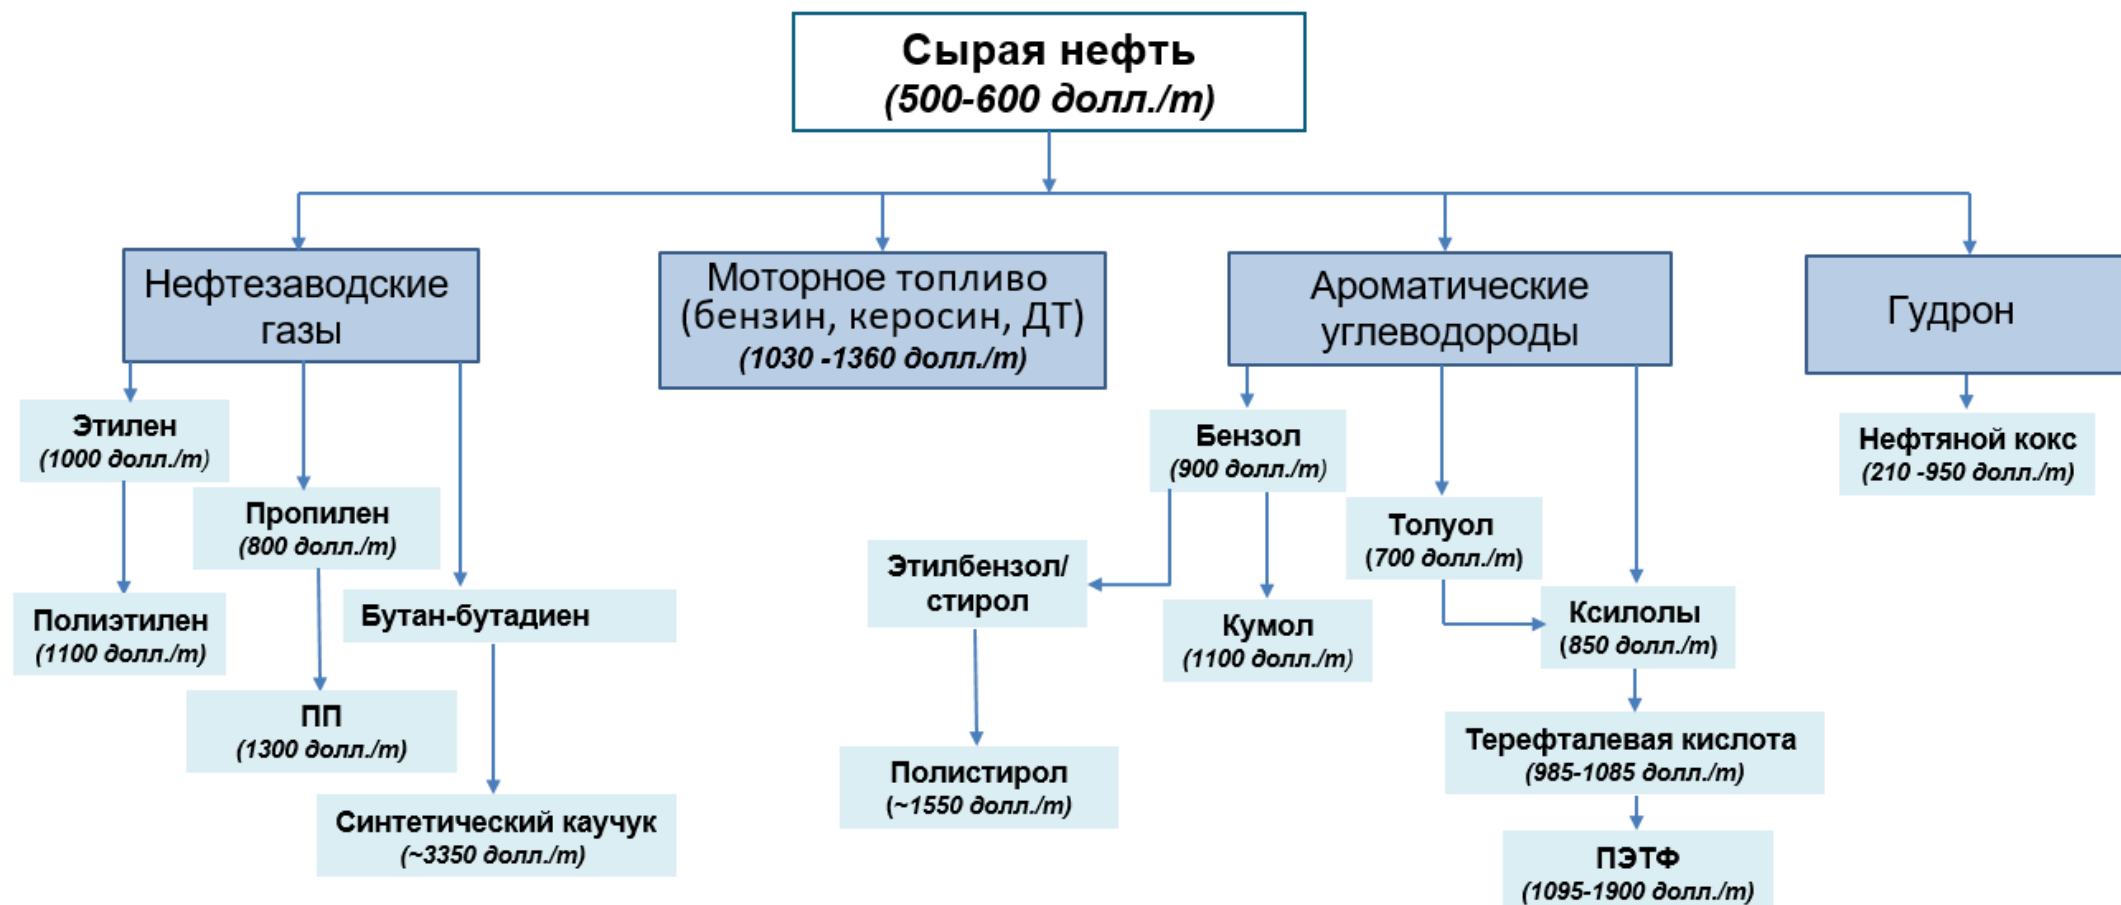 Сырая нефть
(500-600 долл./т)
Нефтезаводские
газы
Моторное топливо
(бензин, керосин, ДТ)
(1030 -1360 долл./т)
Ароматические
углеводороды
Гудрон
Этилен
(1000 долл./т)
Пропилен
(800 долл./т)
Полиэтилен
(1100 долл./т)
Бутан-бутадиен
ПП
(1300 долл./т)
Синтетический каучук
(~3350 долл./т)
Бензол
(900 долл./т)
Этилбензол/
стирол
Кумол
(1100 долл./т)
Полистирол
(~1550 долл./т)
Толуол
(700 долл./т)
Ксилолы
(850 долл./т)
Терефталевая кислота
(985-1085 долл./т)
ПЭТФ
(1095-1900 долл./т)
Нефтяной кокс
(210 -950 долл./т)